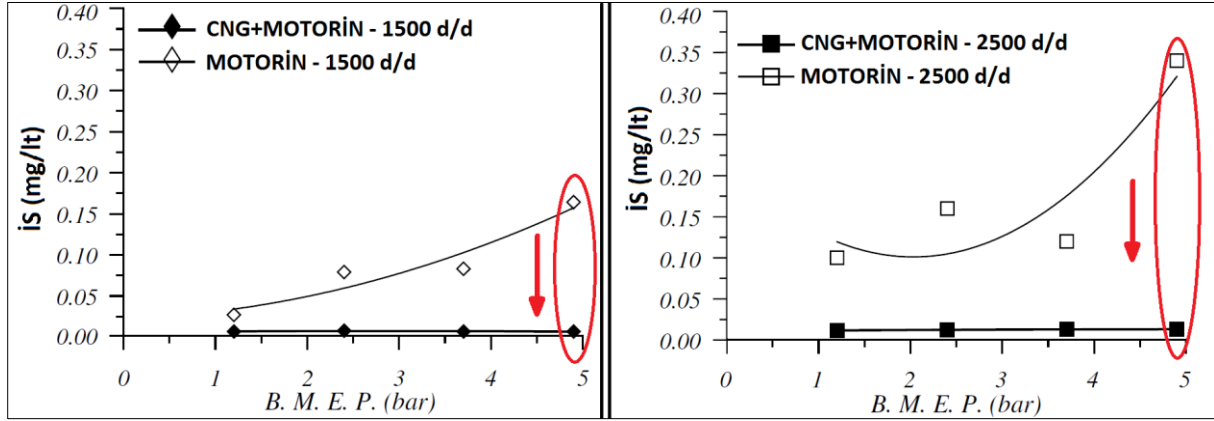 0.40
CNG+MOTORİN - 1500 d/d
0.35
MOTORİN - 1500 d/d
0.30
0.25
0.20
0.15
0.10
0.05
0.00
İS (mg/lt)
0 1 2 3 4 5
B. M. E. P. (bar)
0.40
CNG+MOTORİN - 2500 d/d
0.35
MOTORİN - 2500 d/d
0.30
0.25
0.20
0.15
0.10
0.05
0.00
İS (mg/lt)
0 1 2 3 4 5
B. M. E. P. (bar)